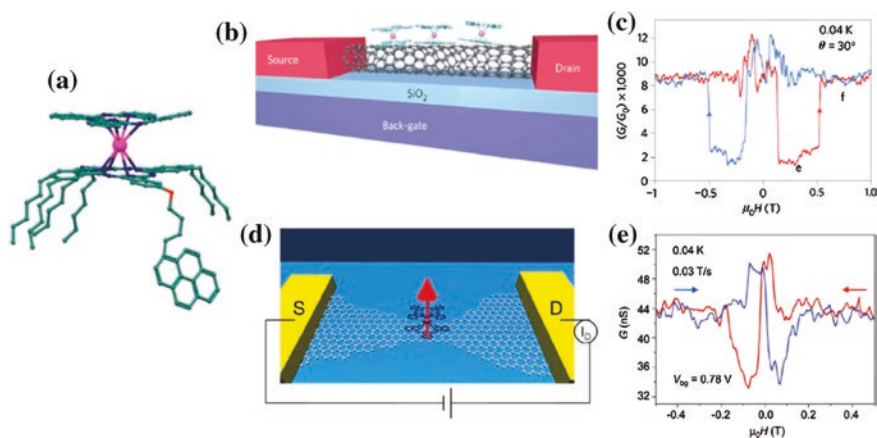 (a)
(b)
Source
Drain
SiO2
Back-gate
(c)
0.04 K
θ = 30°
(G/G0) ×1,000
12
10
8
6
4
2
0
f
e
-1
-0.5
0
0.5
1.0
μ0H (T)
(d)
S
D
ID
(e)
52
48
44
40
36
32
G (nS)
0.04 K
0.03 T/s
Vbg = 0.78 V
-0.4
-0.2
0.0
0.2
0.4
μ0H (T)